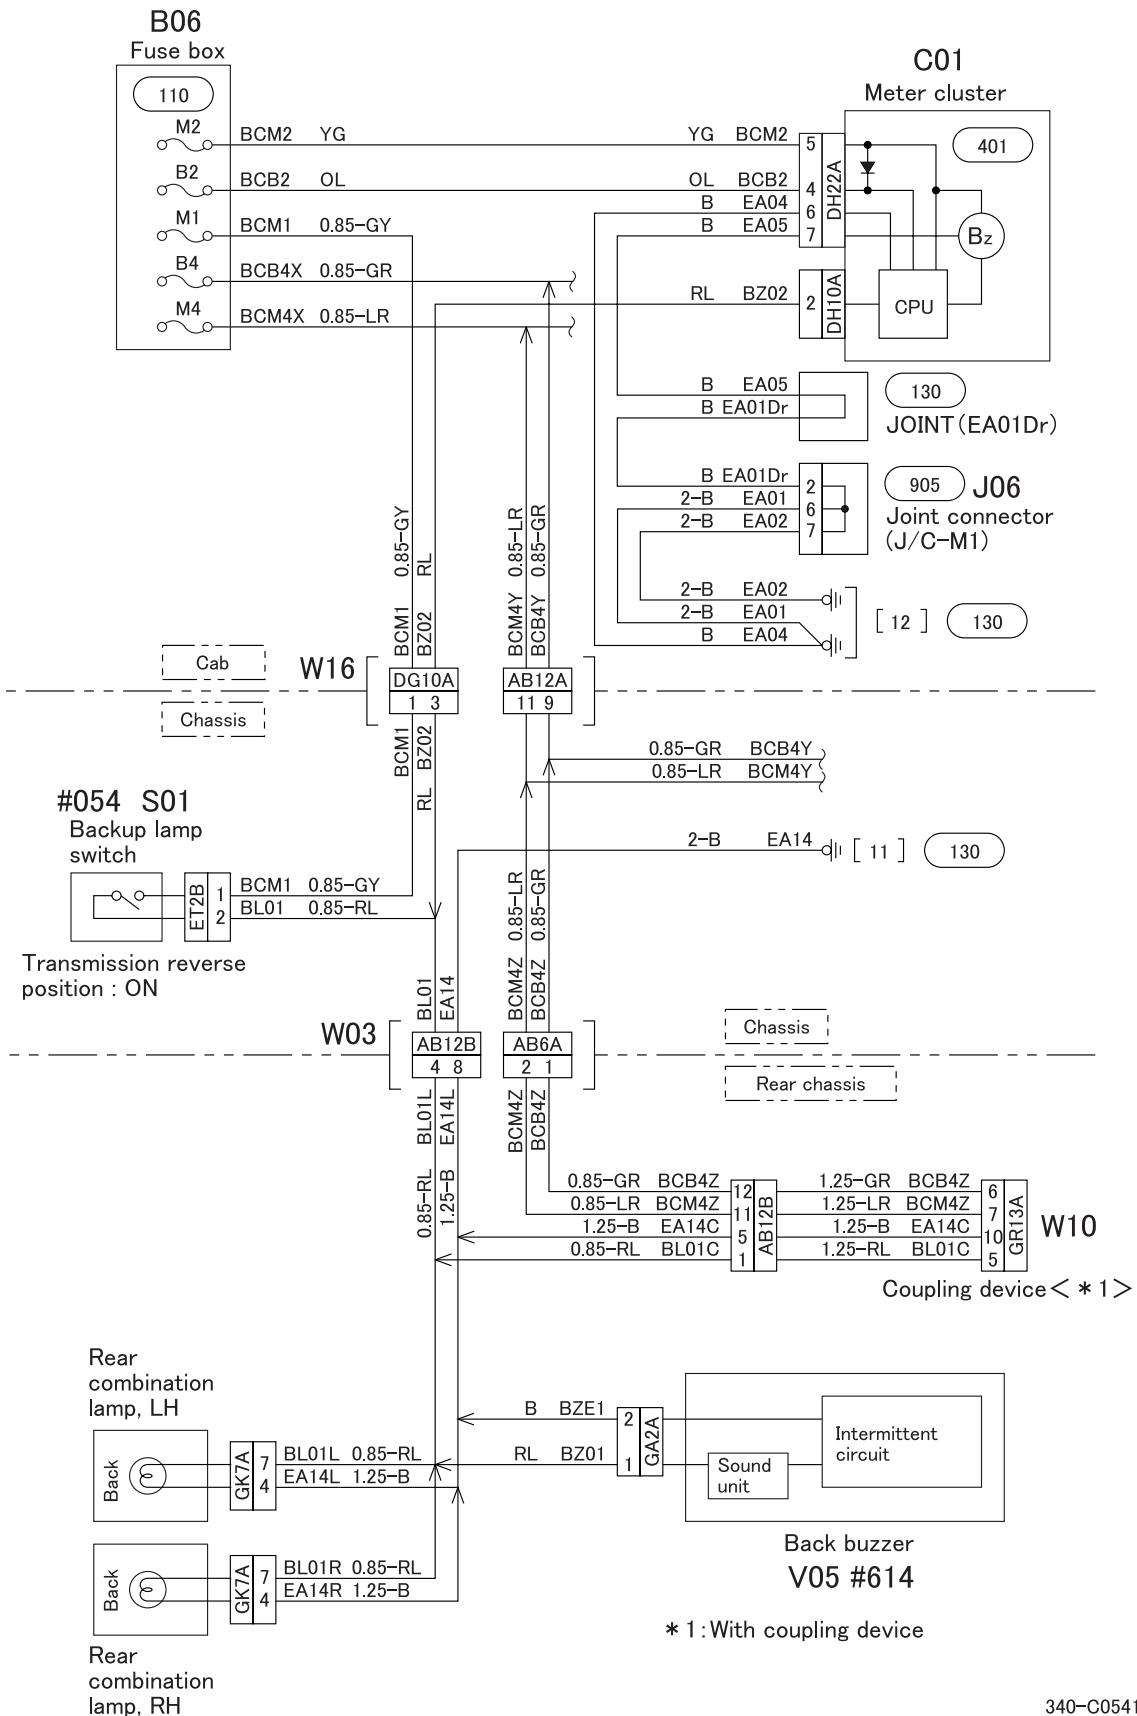 B06
Fuse box
110
M2
BCM2 YG
B2
BCB2 OL
M1
BCM1 0.85-GY
B4
BCB4X 0.85-GR
M4
BCM4X 0.85-LR
C01
Meter cluster
401
YG BCM2 5
OL BCB2 4
B EA04 6
B EA05 7
DH22A
RL BZ02 2
DH10A
Bz
CPU
B EA05
B EA01Dr
130
JOINT(EA01Dr)
B EA01Dr 2
2-B EA01 6
2-B EA02 7
905 J06
Joint connector
(J/C-M1)
2-B EA02
2-B EA01
B EA04
[ 12 ] 130
BCM1 0.85-GY
BZ02 RL
BCM4Y 0.85-LR
BCB4Y 0.85-GR
Cab
W16
DG10A
1 3
AB12A
11 9
Chassis
BCM1
RL BZ02
0.85-GR BCB4Y
0.85-LR BCM4Y
#054 S01
Backup lamp
switch
ET2B
1 BCM1 0.85-GY
2 BL01 0.85-RL
Transmission reverse
position : ON
2-B EA14 [ 11 ] 130
BL01
EA14
BCM4Z 0.85-LR
BCB4Z 0.85-GR
W03
AB12B
4 8
AB6A
2 1
Chassis
Rear chassis
0.85-RL BL01L
1.25-B EA14L
BCM4Z
BCB4Z
0.85-GR BCB4Z 12
0.85-LR BCM4Z 11
1.25-B EA14C 5
0.85-RL BL01C 1
AB12B
1.25-GR BCB4Z 6
1.25-LR BCM4Z 7
1.25-B EA14C 10
1.25-RL BL01C 5
GR13A
W10
Coupling device<*1>
Rear
combination
lamp, LH
Back
GK7A
7 BL01L 0.85-RL
4 EA14L 1.25-B
B BZE1 2
RL BZ01 1
GA2A
Sound
unit
Intermittent
circuit
Back buzzer
V05 #614
Back
GK7A
7 BL01R 0.85-RL
4 EA14R 1.25-B
Rear
combination
lamp, RH
*1:With coupling device
340-C0541